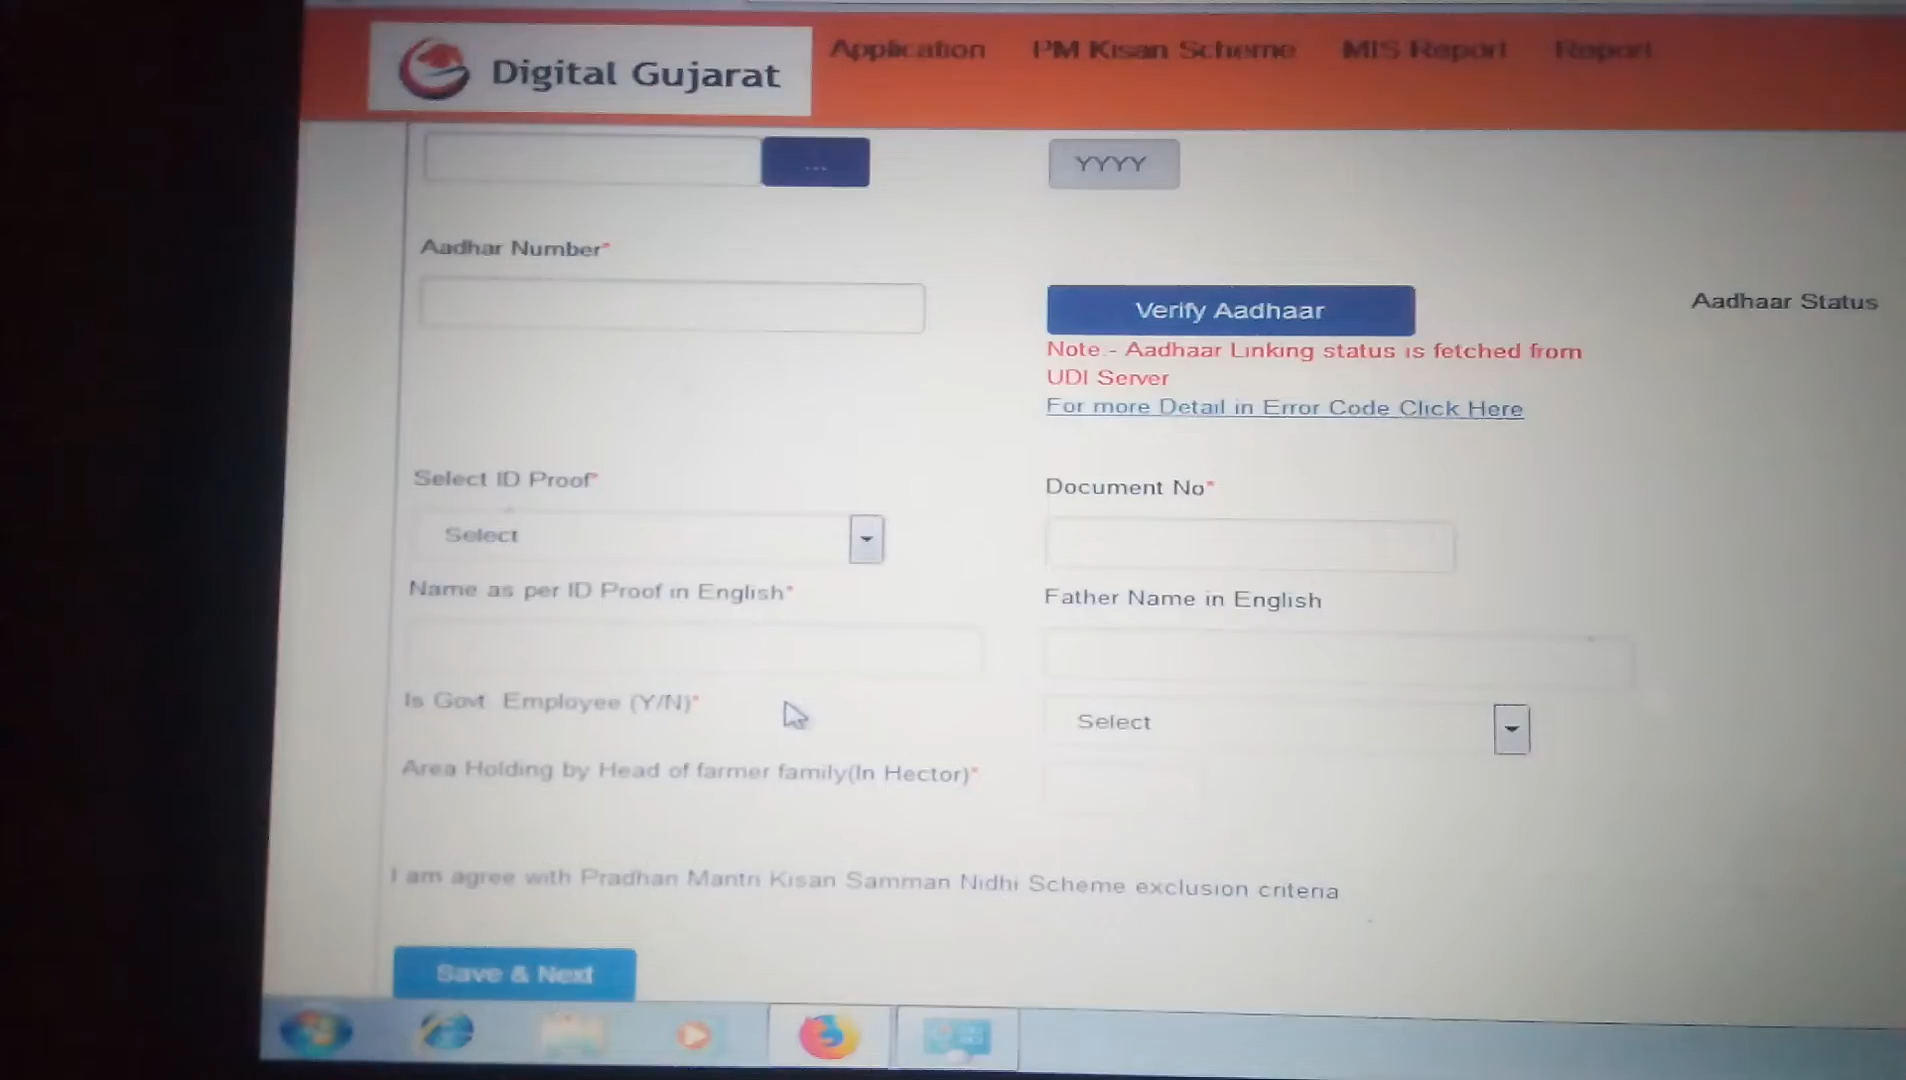 Digital Gujarat
Application PM Kisan Scheme MIS Report Report
... YYYY
Aadhar Number*
Verify Aadhaar Aadhaar Status
Note.- Aadhaar Linking status is fetched from
UDI Server
For more Detail in Error Code Click Here
Select ID Proof* Document No*
Select
Name as per ID Proof in English* Father Name in English
Is Govt. Employee (Y/N)* Select
Area Holding by Head of farmer family(In Hector)*
I am agree with Pradhan Mantri Kisan Samman Nidhi Scheme exclusion criteria
Save & Next